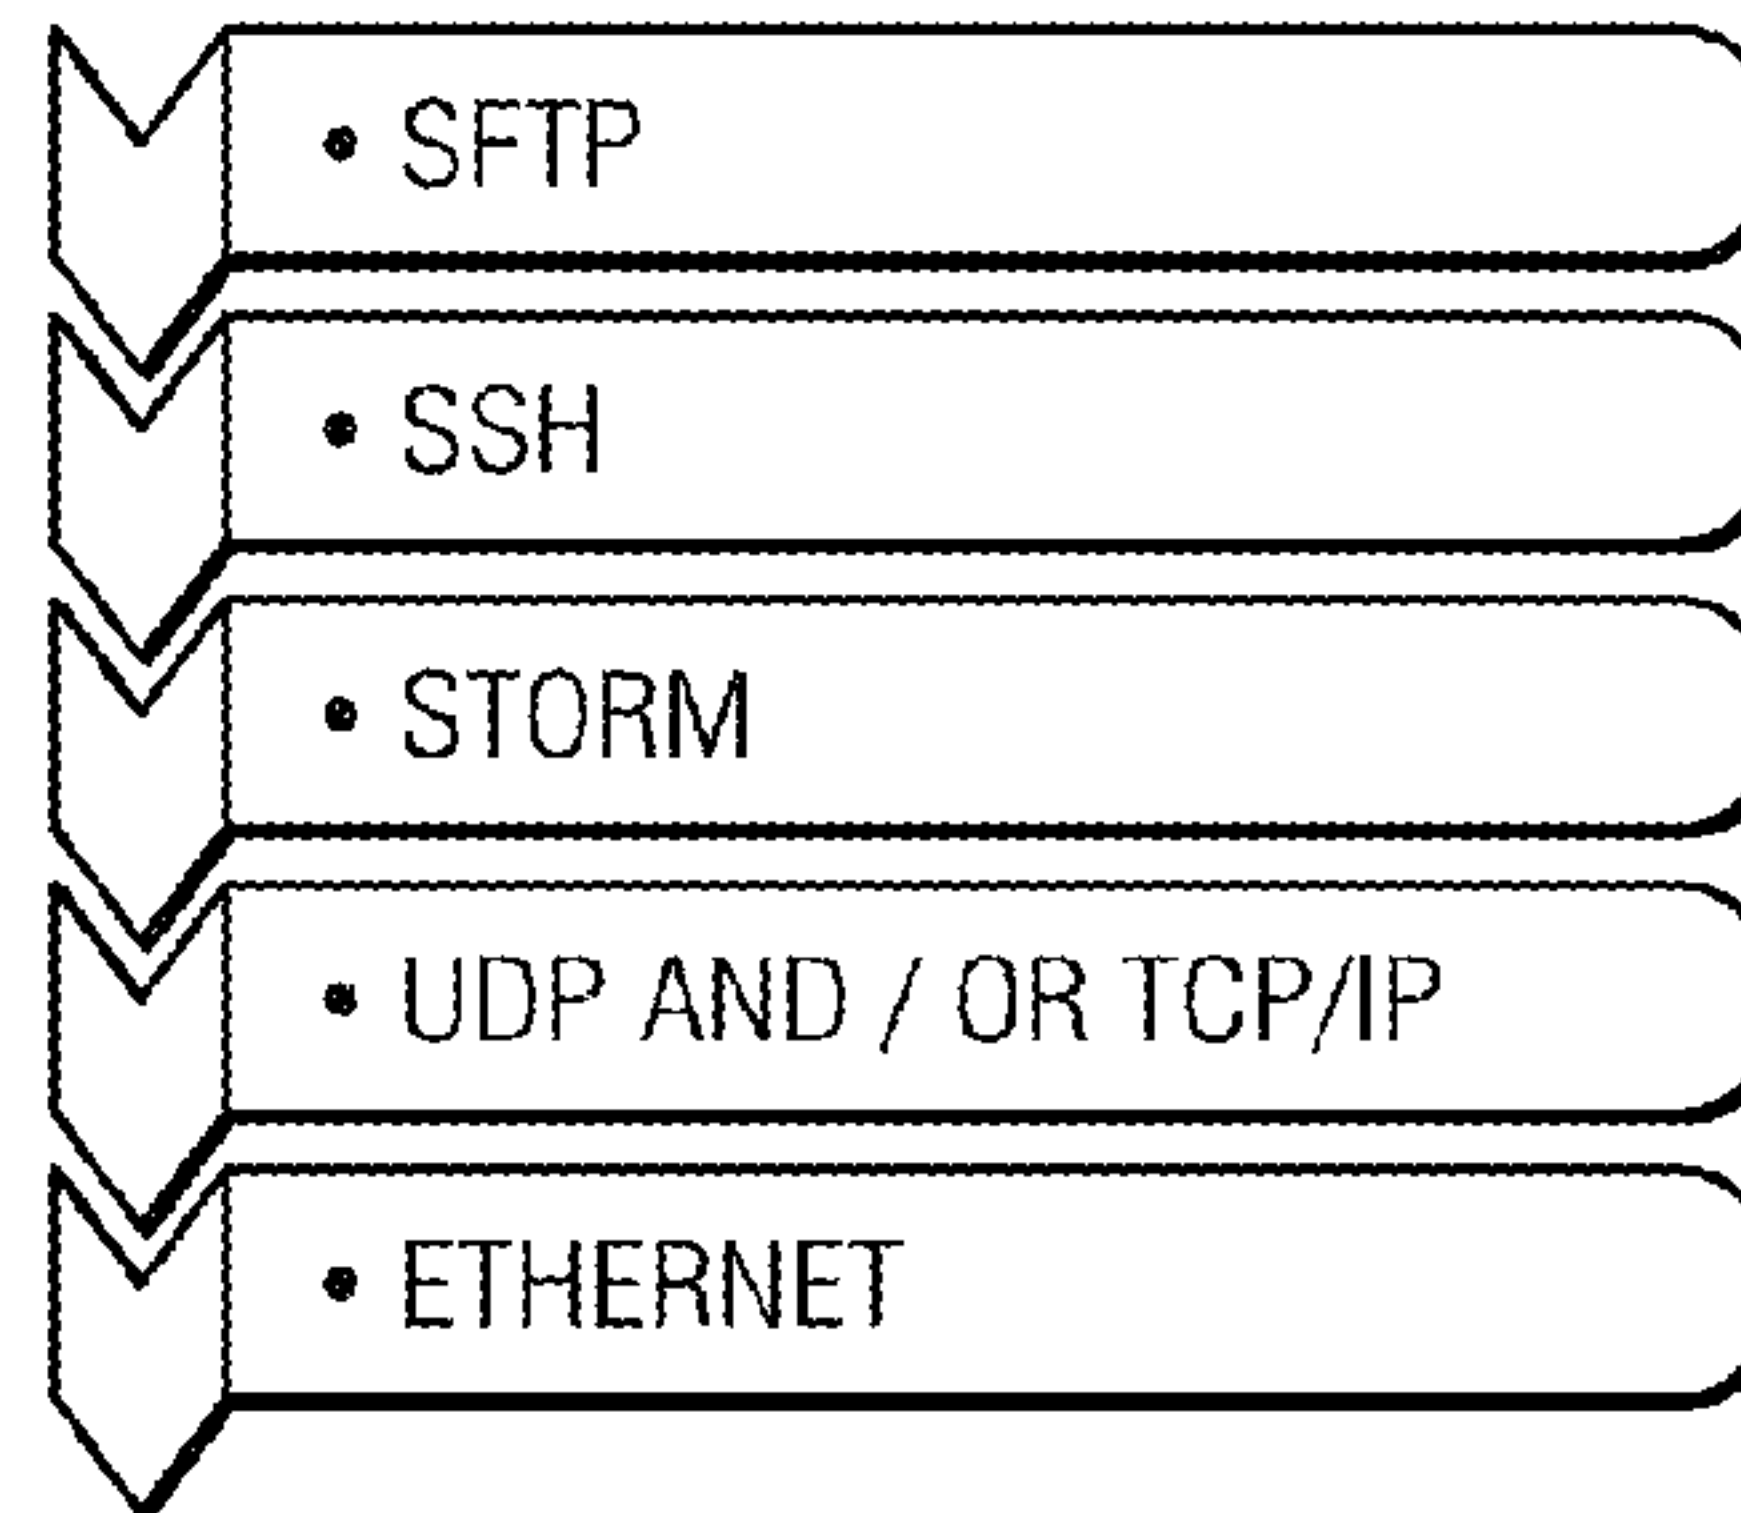 • SFTP
• SSH
• STORM
• UDP AND / OR TCP/IP
• ETHERNET